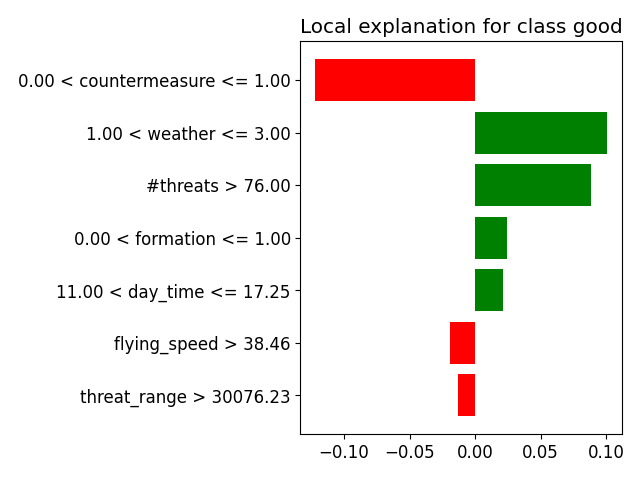 Local explanation for class good
0.00 < countermeasure <= 1.00
1.00 < weather <= 3.00
#threats > 76.00
0.00 < formation <= 1.00
11.00 < day_time <= 17.25
flying_speed > 38.46
threat_range > 30076.23
−0.10 −0.05 0.00 0.05 0.10